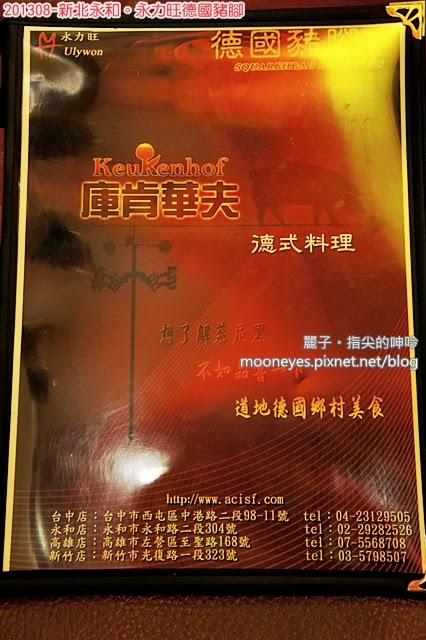 201308-新北永和。永力旺德國豬腳
永力旺
Ulywon
德國豬腳
SQUAREHEAD
Keukenhof
庫肯華夫
德式料理
想了解慕尼黑
不如品嘗一下
麗子。指尖的呻吟
mooneyes.pixnet.net/blog
道地德國鄉村美食
http://www.acisf.com
台中店：台中市西屯區中港路二段98-11號 tel：04-23129505
永和店：永和市永和路二段304號 tel：02-29282526
高雄店：高雄市左營區至聖路168號 tel：07-5568708
新竹店：新竹市光復路一段323號 tel：03-5798507